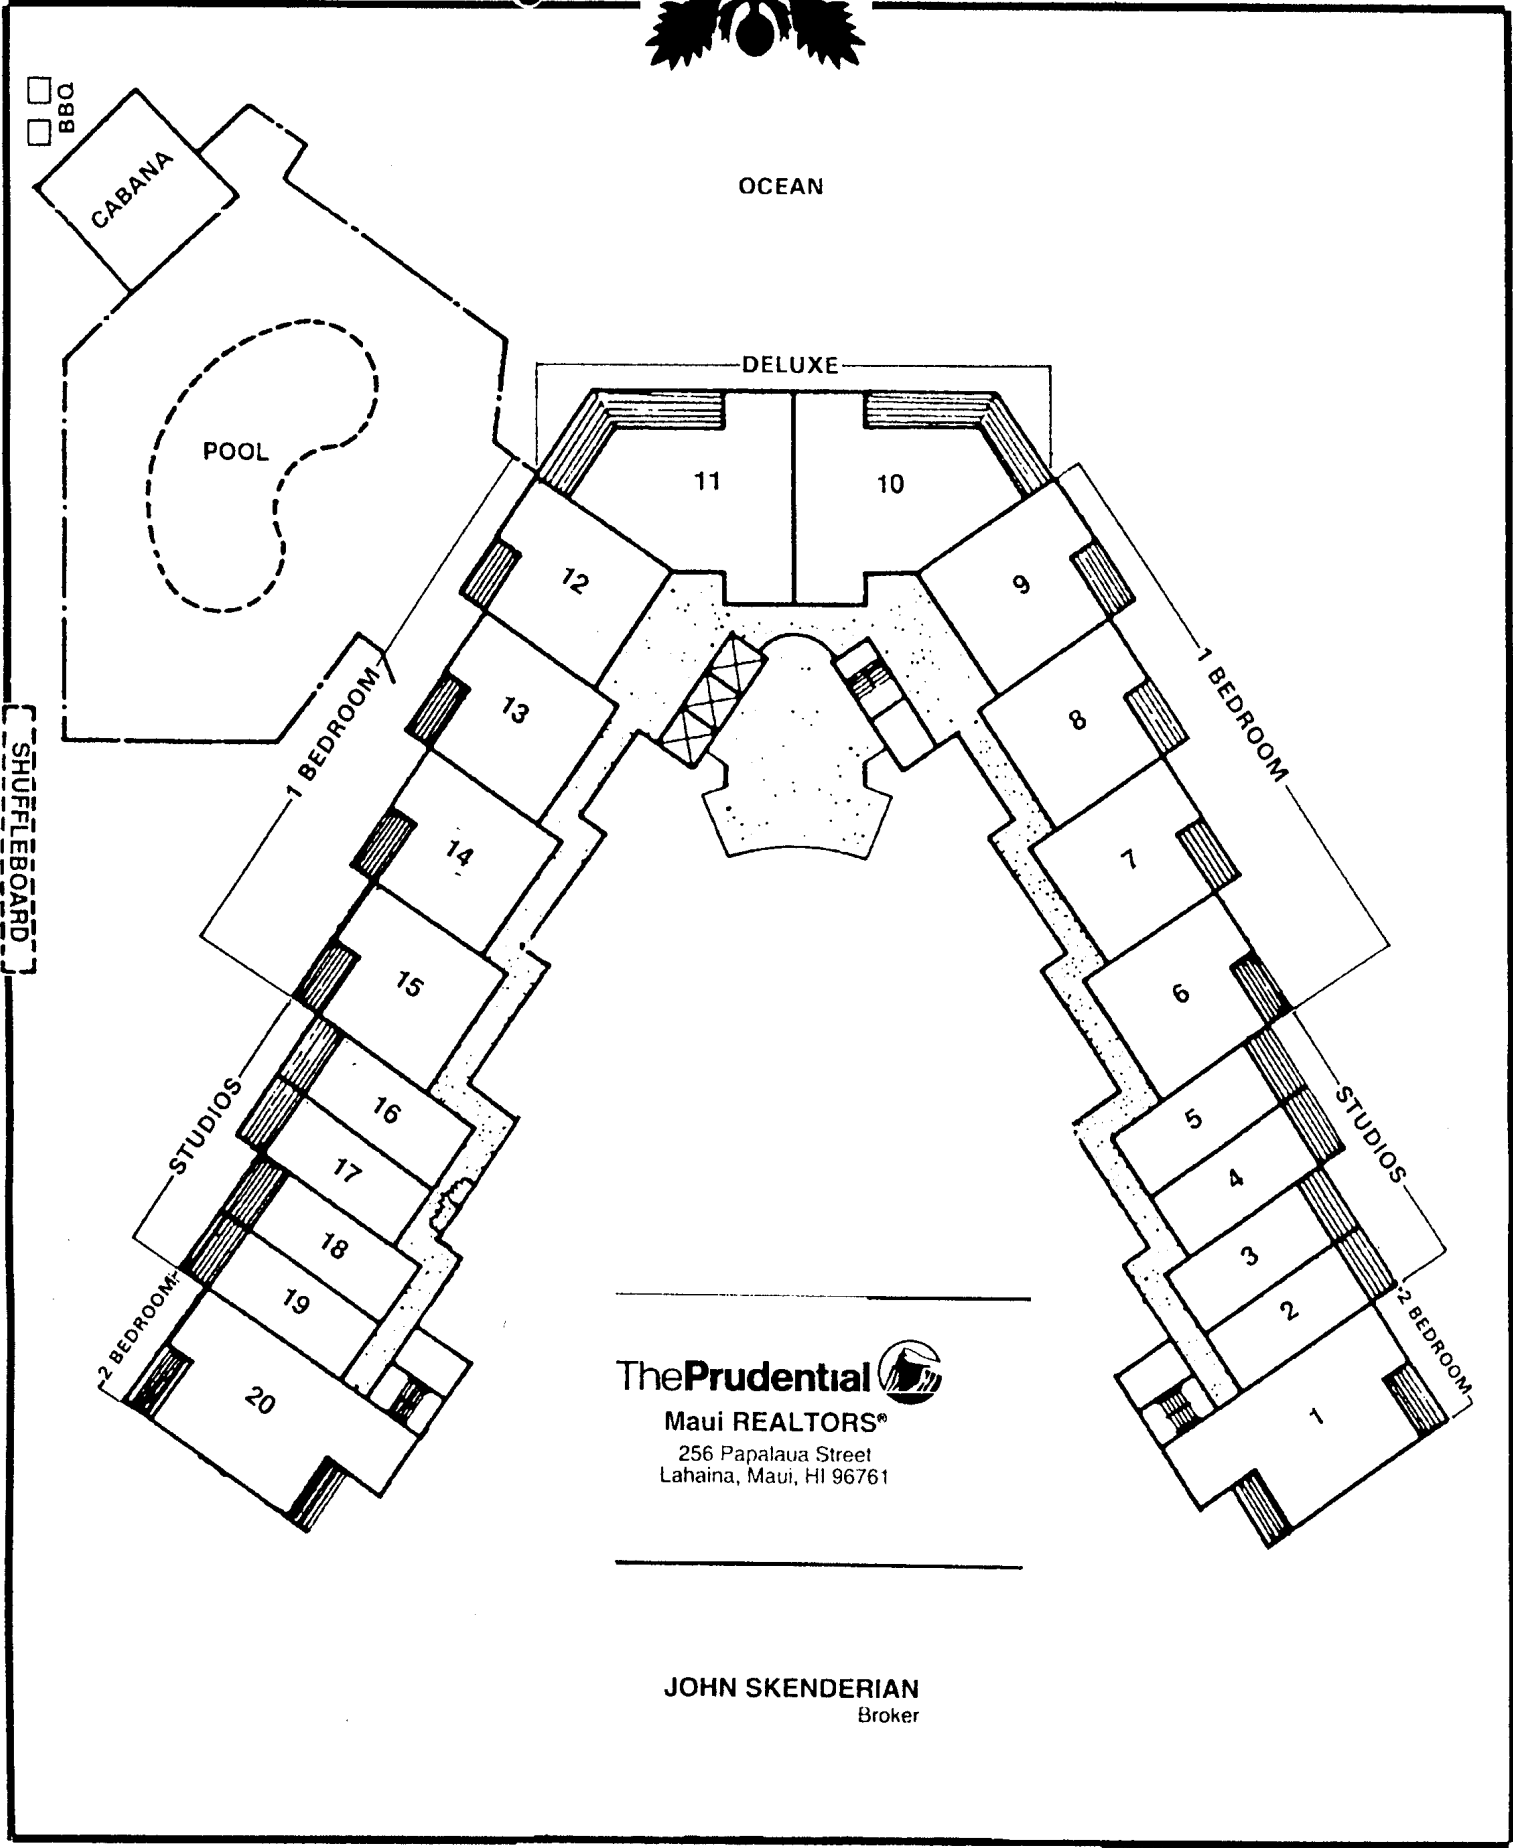 BBQ
CABANA
OCEAN
DELUXE
POOL
11
10
12
9
1 BEDROOM
13
8
1 BEDROOM
SHUFFLEBOARD
14
7
15
6
STUDIOS
16
5
STUDIOS
17
4
18
3
19
2
2 BEDROOM
2 BEDROOM
20
1
ThePrudential
Maui REALTORS®
256 Papalaua Street
Lahaina, Maui, HI 96761
JOHN SKENDERIAN
Broker